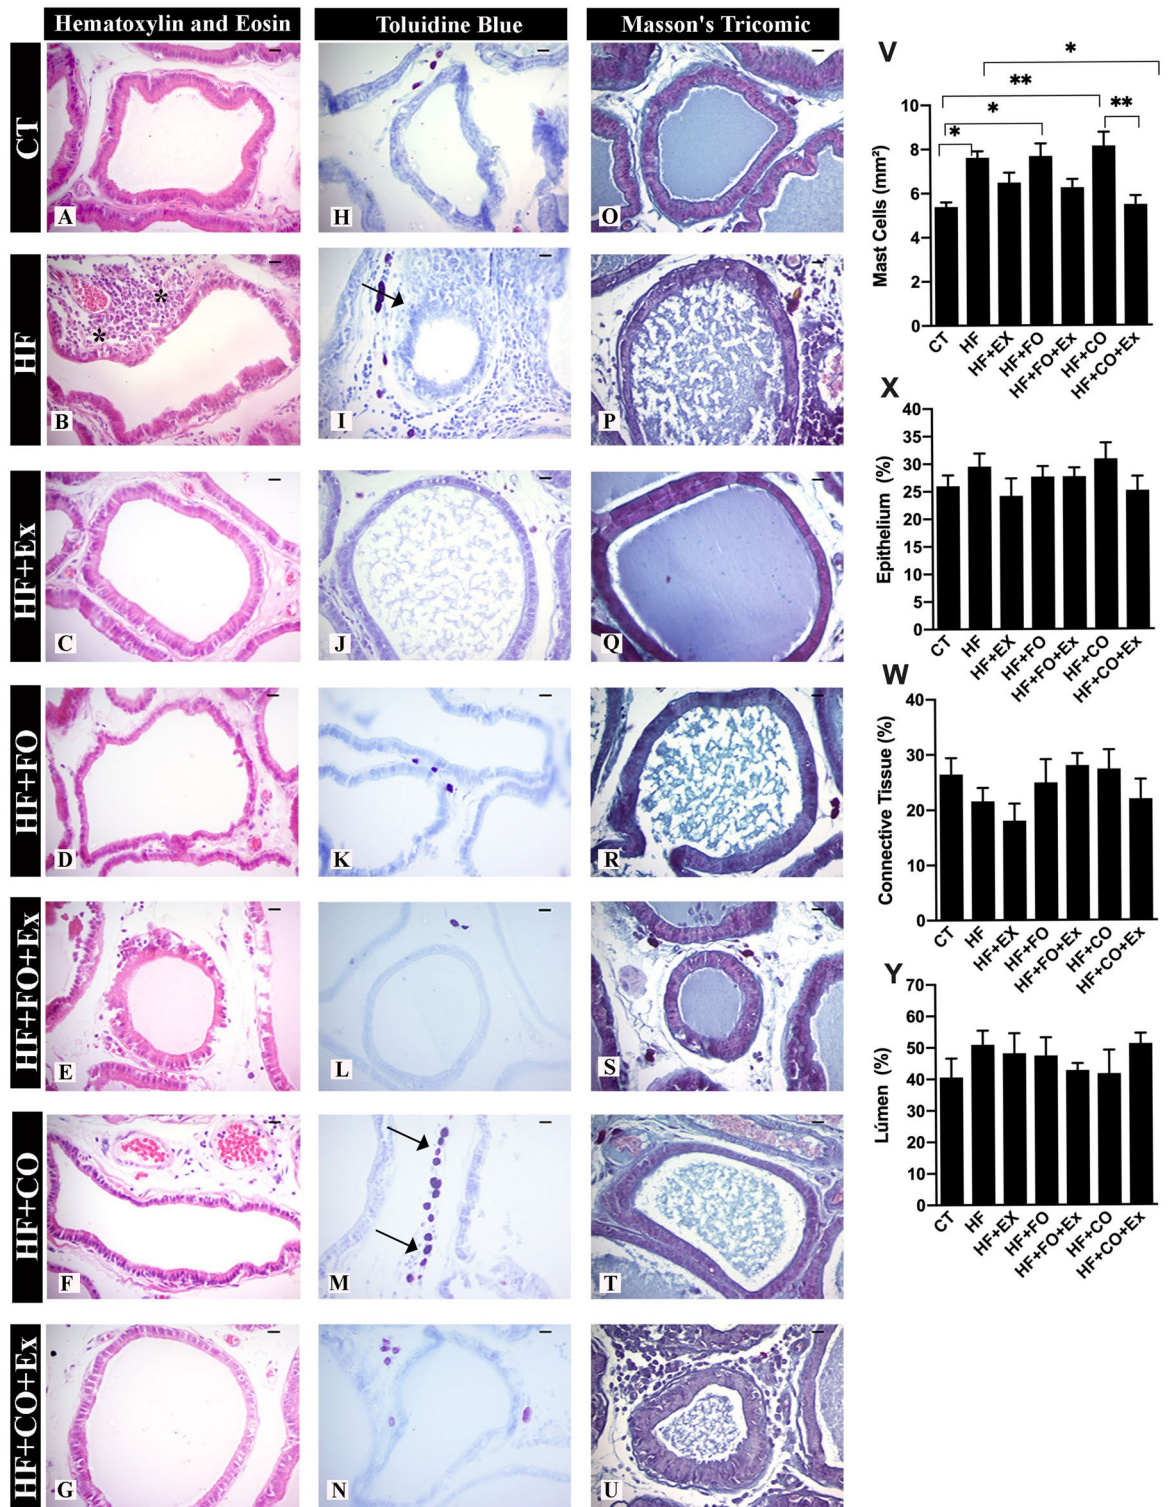 Hematoxylin and Eosin
Toluidine Blue
Masson's Tricomic
CT
A
H
O
HF
*
*
B
I
P
HF+Ex
C
J
Q
HF+FO
D
K
R
HF+FO+Ex
E
L
S
HF+CO
F
M
T
HF+CO+Ex
G
N
U
V
*
**
*
**
*
Mast Cells (mm²)
10
8
6
4
2
0
CT
HF
HF+EX
HF+FO
HF+FO+Ex
HF+CO
HF+CO+Ex
X
Epithelium (%)
40
35
30
25
20
15
10
5
0
CT
HF
HF+EX
HF+FO
HF+FO+Ex
HF+CO
HF+CO+Ex
W
Connective Tissue (%)
40
30
20
10
0
CT
HF
HF+EX
HF+FO
HF+FO+Ex
HF+CO
HF+CO+Ex
Y
Lúmen (%)
70
60
50
40
30
20
10
0
CT
HF
HF+EX
HF+FO
HF+FO+Ex
HF+CO
HF+CO+Ex